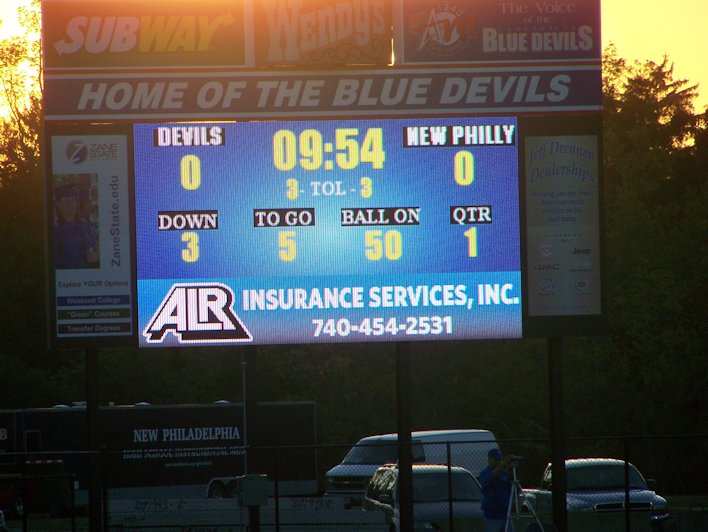 SUBWAY
Wendy's
The Voice
of the
BLUE DEVILS
HOME OF THE BLUE DEVILS
ZANE STATE
ZaneState.edu
Explore YOUR Options
Weekend College
"Green" Courses
Transfer Degrees
DEVILS 09:54 NEW PHILLY
0 3 - TOL - 3 0
DOWN TO GO BALL ON QTR
3 5 50 1
ALR INSURANCE SERVICES, INC.
740-454-2531
Jeff Drennen
Dealerships
Jeep
GMC
NEW PHILADELPHIA